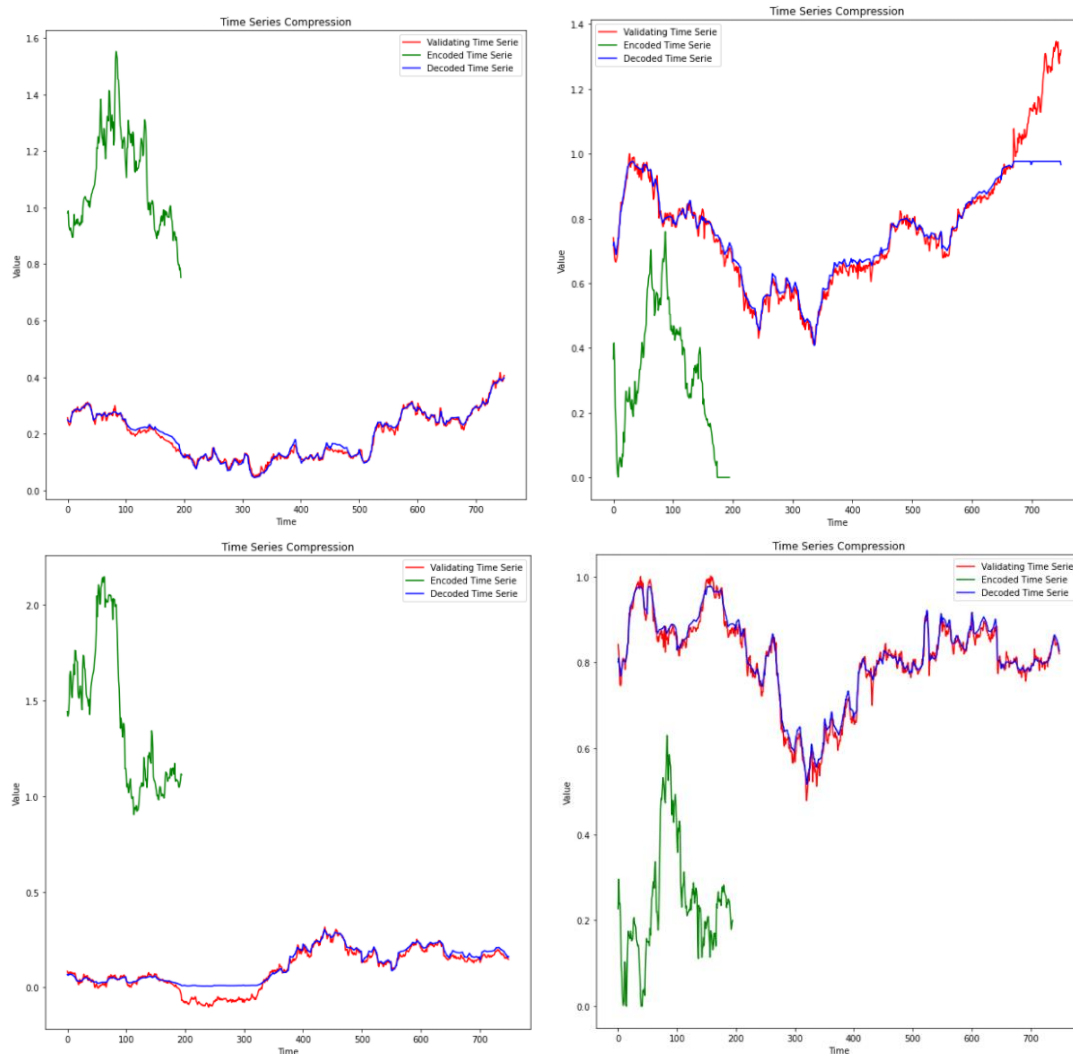 Time Series Compression
Validating Time Serie
Encoded Time Serie
Decoded Time Serie
1.6
1.4
1.2
1.0
0.8
0.6
0.4
0.2
0.0
Value
0 100 200 300 400 500 600 700
Time
Time Series Compression
Validating Time Serie
Encoded Time Serie
Decoded Time Serie
1.4
1.2
1.0
0.8
0.6
0.4
0.2
0.0
Value
0 100 200 300 400 500 600 700
Time
Time Series Compression
Validating Time Serie
Encoded Time Serie
Decoded Time Serie
2.0
1.5
1.0
0.5
0.0
Value
0 100 200 300 400 500 600 700
Time
Time Series Compression
Validating Time Serie
Encoded Time Serie
Decoded Time Serie
1.0
0.8
0.6
0.4
0.2
0.0
Value
0 100 200 300 400 500 600 700
Time